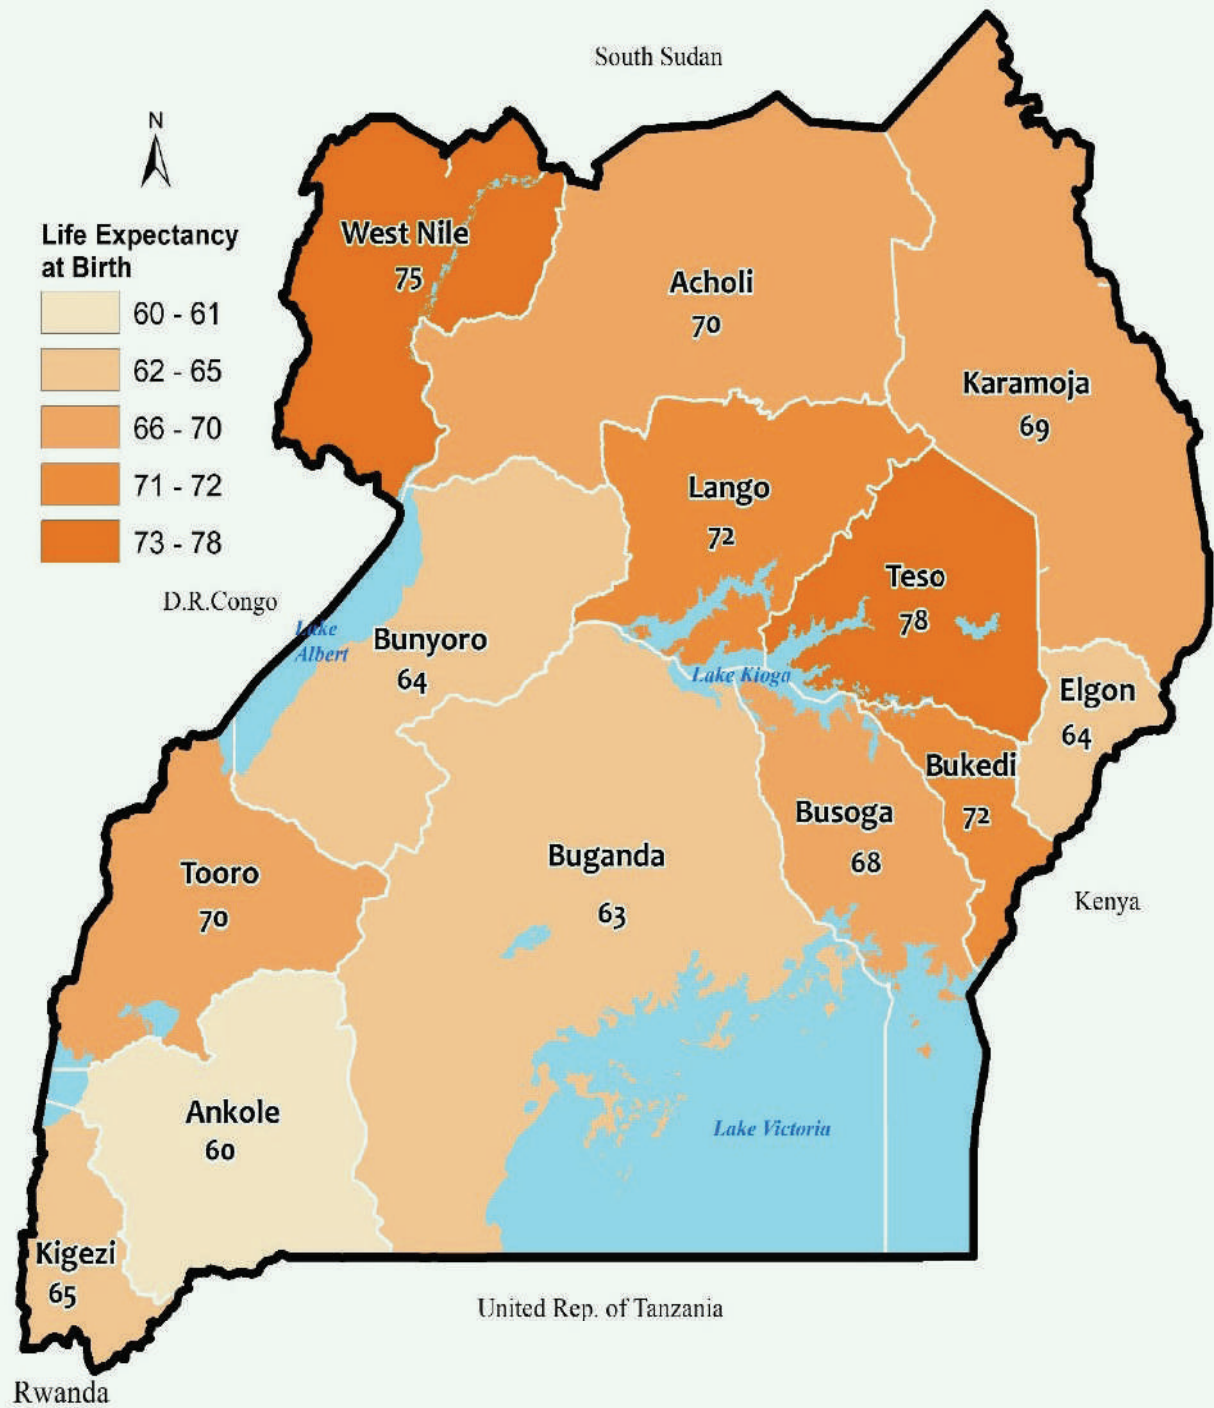 South Sudan
N
Life Expectancy
at Birth
60 - 61
62 - 65
66 - 70
71 - 72
73 - 78
West Nile
75
Acholi
70
Karamoja
69
Lango
72
Teso
78
D.R.Congo
Lake
Albert
Bunyoro
64
Lake Kioga
Elgon
64
Bukedi
72
Busoga
68
Buganda
63
Tooro
70
Kenya
Ankole
60
Lake Victoria
Kigezi
65
United Rep. of Tanzania
Rwanda